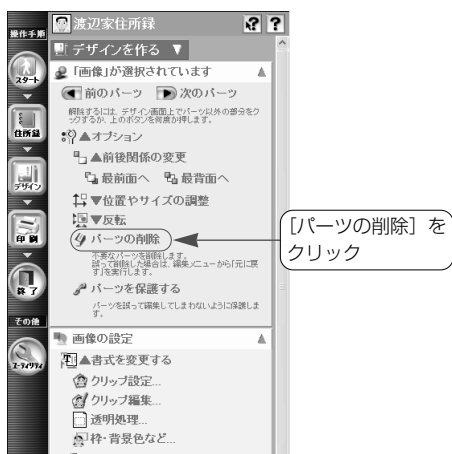 操作手順
渡辺家住所録
? ?
スタート
住所録
デザイン
印刷
終了
その他
ユーティリティ
デザインを作る ▼
「画像」が選択されています ▲
前のパーツ 次のパーツ
解除するには、デザイン画面上でパーツ以外の部分をク
リックするか、上のボタンを何度か押します。
▲オプション
▲前後関係の変更
最前面へ 最背面へ
▼位置やサイズの調整
▼反転
パーツの削除
不要なパーツを削除します。
誤って削除した場合は、編集メニューから「元に戻
す」を実行します。
パーツを保護する
パーツを誤って編集してしまわないように保護しま
す。
画像の設定 ▲
▲書式を変更する
クリップ設定...
クリップ編集...
透明処理...
枠・背景色など...
[パーツの削除]を
クリック